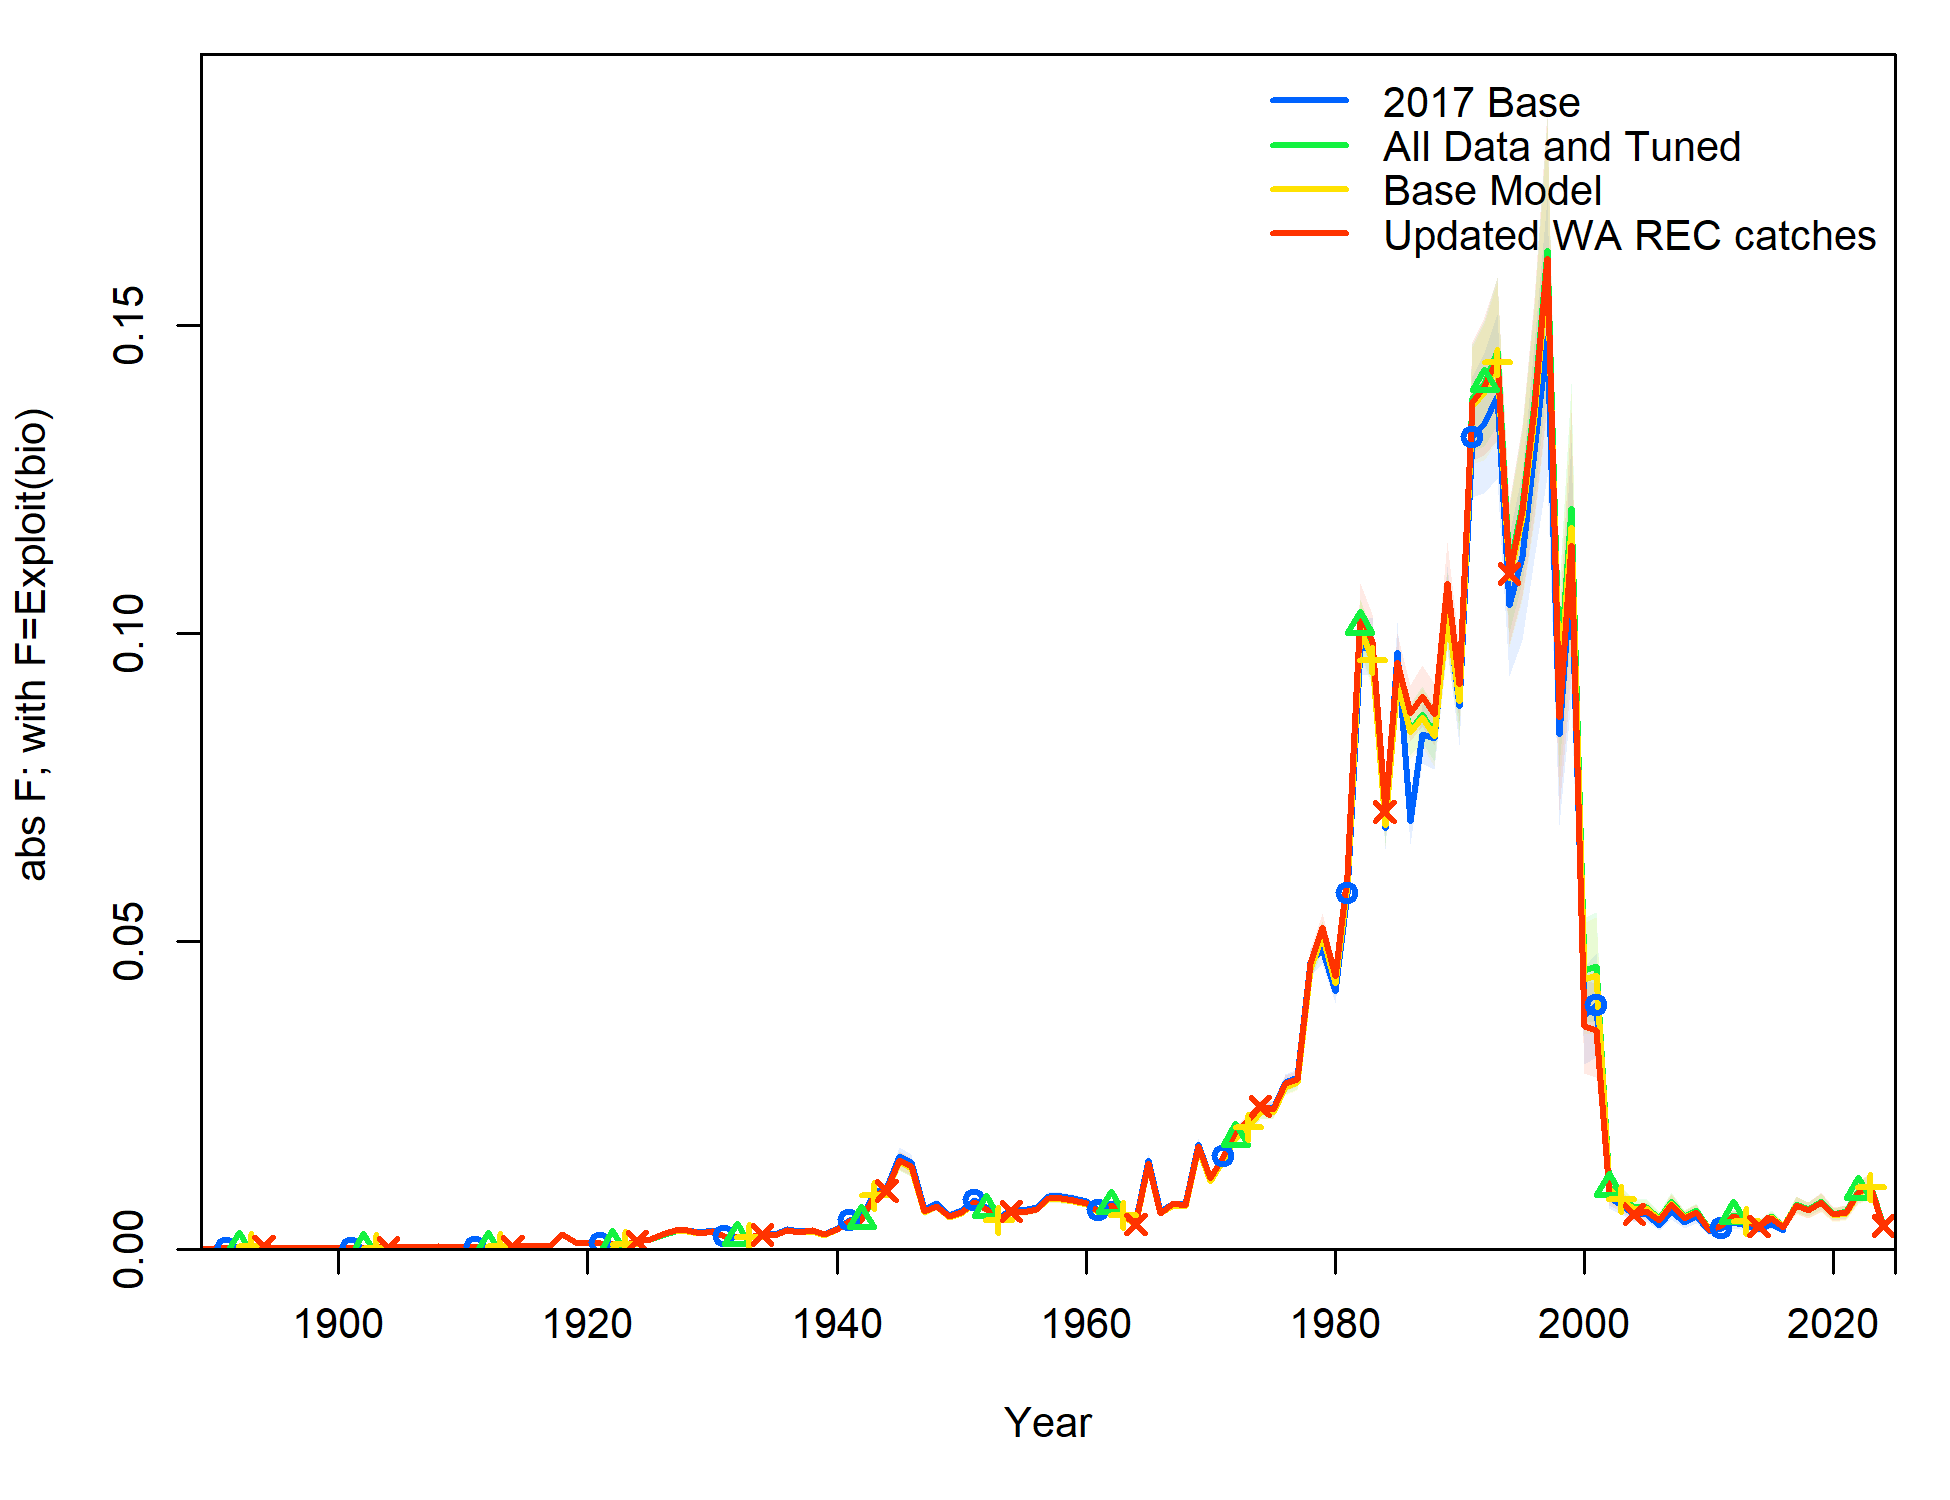 2017 Base
All Data and Tuned
Base Model
Updated WA REC catches
abs F; with F=Exploit(bio)
0.15
0.10
0.05
0.00
1900 1920 1940 1960 1980 2000 2020
Year